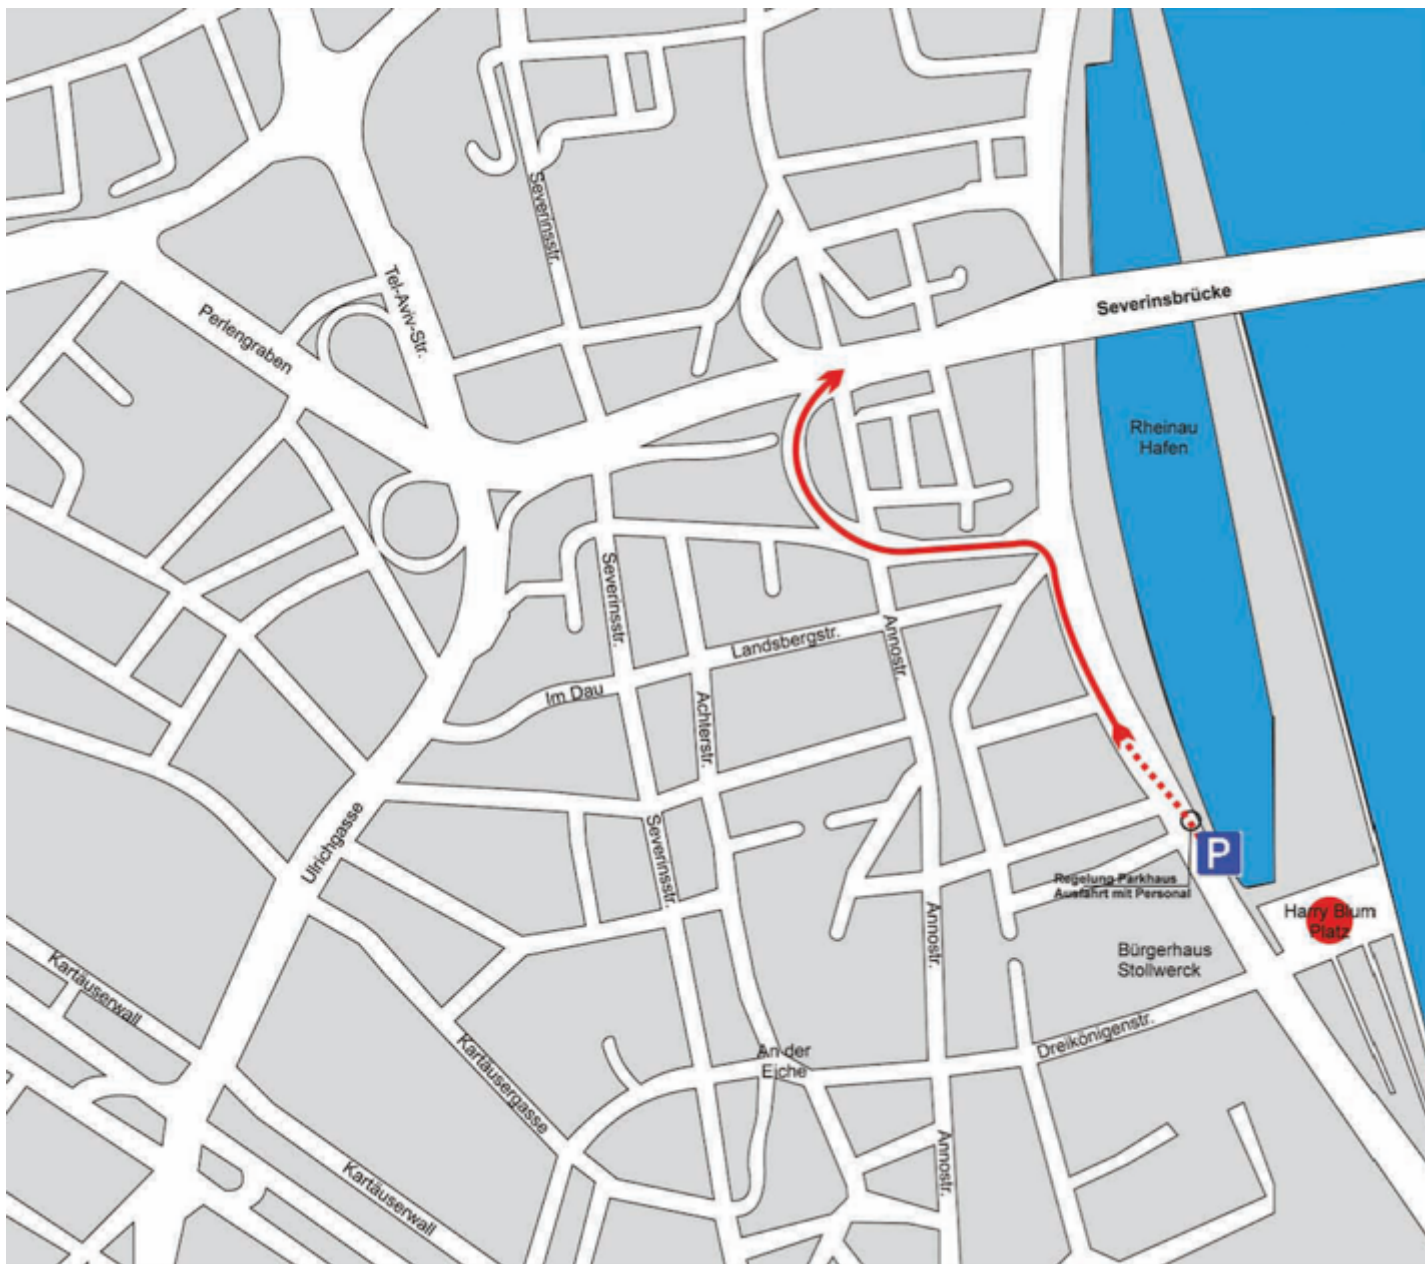 Severinsstr.
Tel-Aviv-Str.
Perlengraben
Severinsbrücke
Rheinau
Hafen
Severinsstr.
Annostr.
Landsbergstr.
Im Dau
Achterstr.
Ulrichgasse
Severinsstr.
P
Regelung Parkhaus
Ausfahrt mit Personal
Harry Blum
Platz
Annostr.
Bürgerhaus
Stollwerck
Kartäuserwall
Dreikönigenstr.
An der
Eiche
Kartäusergasse
Annostr.
Kartäuserwall